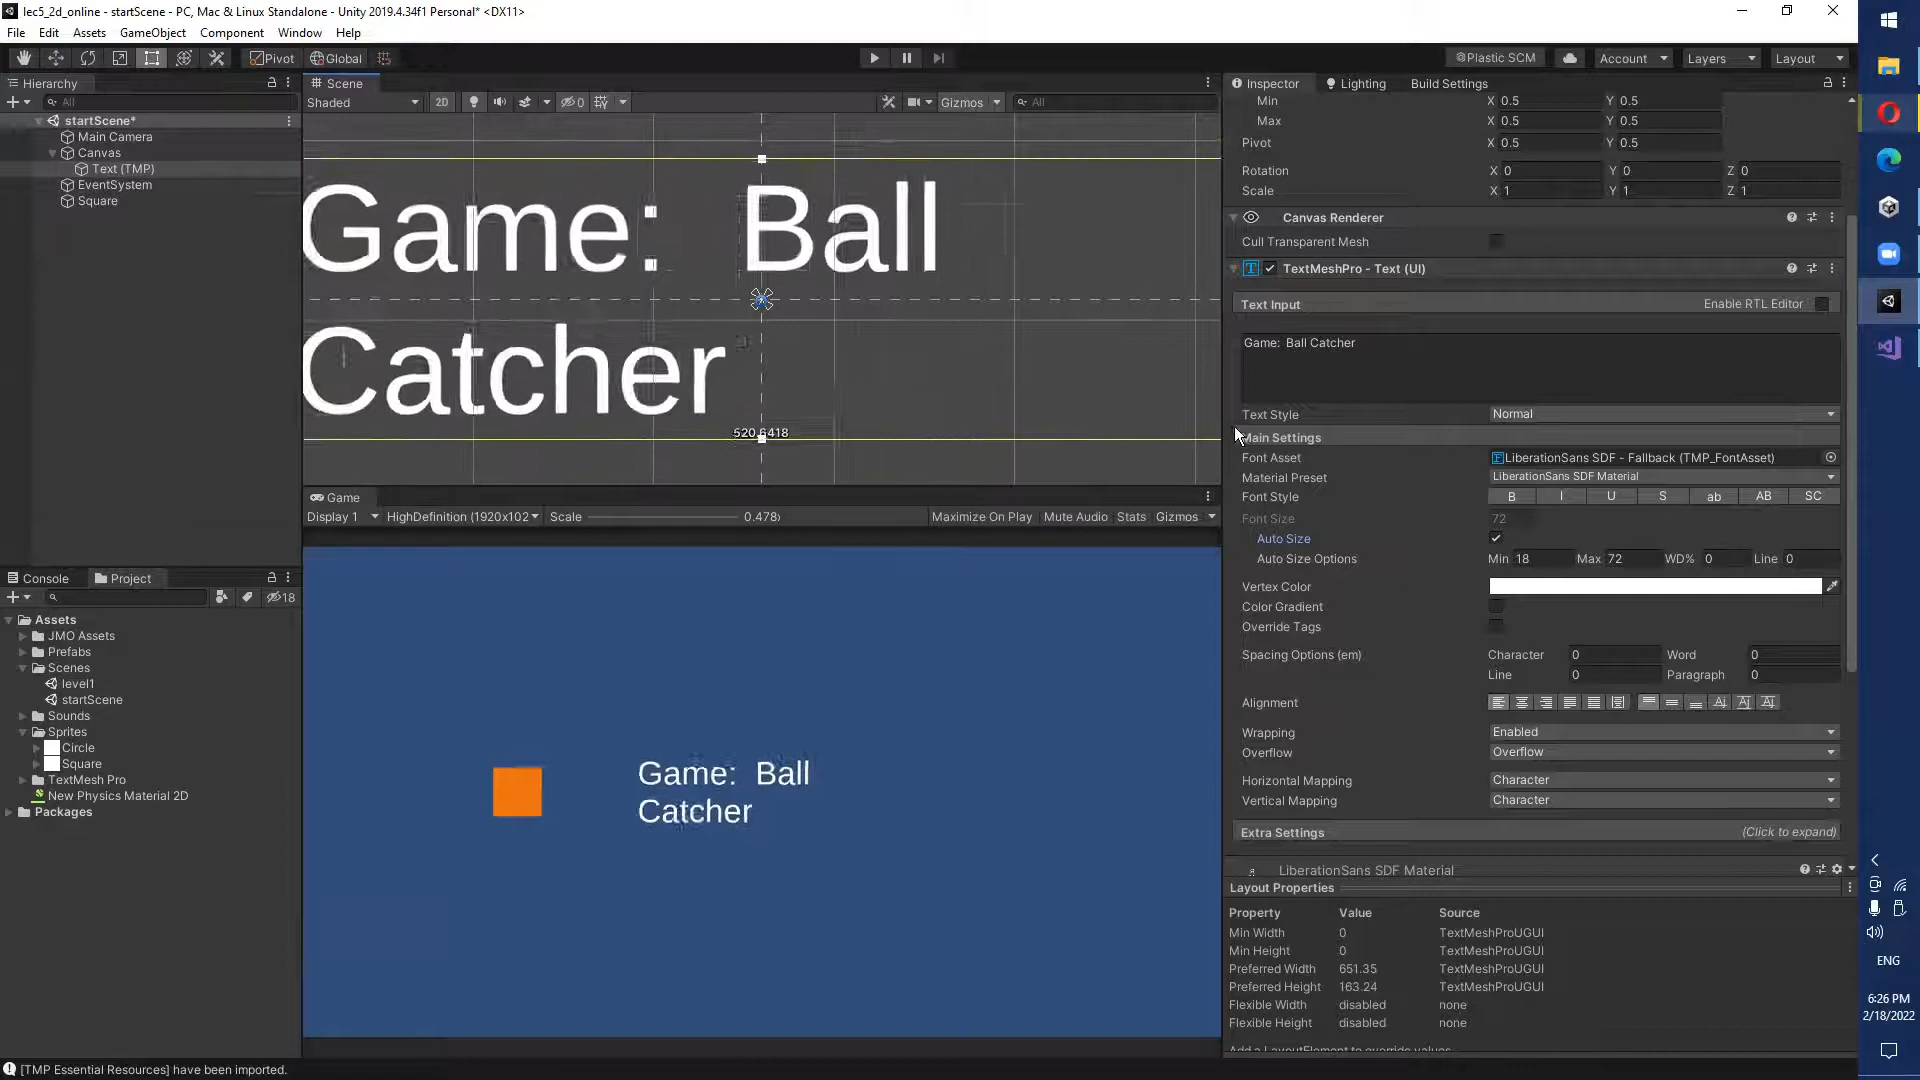 lec5_2d_online - startScene - PC, Mac & Linux Standalone - Unity 2019.4.34f1 Personal* <DX11>
File Edit Assets GameObject Component Window Help
Pivot Global Plastic SCM Account Layers Layout
Hierarchy
All
startScene*
Main Camera
Canvas
Text (TMP)
EventSystem
Square
Scene
Shaded 2D 0 Gizmos All
Game: Ball
Catcher
Game
Display 1 HighDefinition (1920x102 Scale 0.478 Maximize On Play Mute Audio Stats Gizmos
Game: Ball
Catcher
Console Project
18
Assets
JMO Assets
Prefabs
Scenes
level1
startScene
Sounds
Sprites
Circle
Square
TextMesh Pro
New Physics Material 2D
Packages
Inspector Lighting Build Settings
Min X 0.5 Y 0.5
Max X 0.5 Y 0.5
Pivot X 0.5 Y 0.5
Rotation X 0 Y 0 Z 0
Scale X 1 Y 1 Z 1
Canvas Renderer
Cull Transparent Mesh
TextMeshPro - Text (UI)
Text Input Enable RTL Editor
Game: Ball Catcher
Text Style Normal
Main Settings
Font Asset LiberationSans SDF - Fallback (TMP_FontAsset)
Material Preset LiberationSans SDF Material
Font Style B I U S ab AB SC
Font Size 72
Auto Size
Auto Size Options Min 18 Max 72 WD% 0 Line 0
Vertex Color
Color Gradient
Override Tags
Spacing Options (em) Character 0 Word 0
Line 0 Paragraph 0
Alignment
Wrapping Enabled
Overflow Overflow
Horizontal Mapping Character
Vertical Mapping Character
Extra Settings (Click to expand)
LiberationSans SDF Material
Layout Properties
Property Value Source
Min Width 0 TextMeshProUGUI
Min Height 0 TextMeshProUGUI
Preferred Width 651.35 TextMeshProUGUI
Preferred Height 163.24 TextMeshProUGUI
Flexible Width disabled none
Flexible Height disabled none
Add a LayoutElement to override values
[TMP Essential Resources] have been imported.
ENG
6:26 PM
2/18/2022